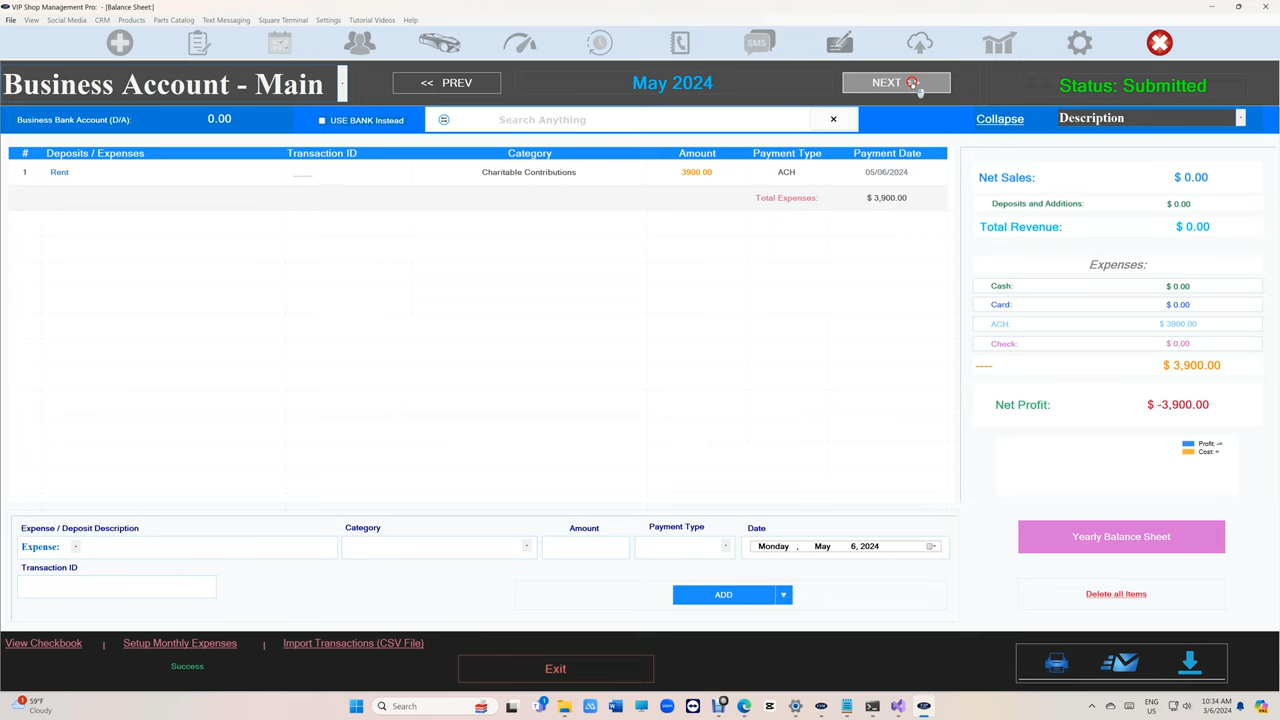 VIP Shop Management Pro: - [Balance Sheet:]
File View Social Media CRM Products Parts Catalog Text Messaging Square Terminal Settings Tutorial Videos Help
SMS
Business Account - Main << PREV May 2024 NEXT Status: Submitted
Business Bank Account (D/A): 0.00 USE BANK Instead Search Anything × Collapse Description
# Deposits / Expenses Transaction ID Category Amount Payment Type Payment Date
1 Rent ____ Charitable Contributions 3900.00 ACH 05/06/2024
Total Expenses: $ 3,900.00
Net Sales: $ 0.00
Deposits and Additions: $ 0.00
Total Revenue: $ 0.00
Expenses:
Cash: $ 0.00
Card: $ 0.00
ACH: $ 3900.00
Check: $ 0.00
---- $ 3,900.00
Net Profit: $ -3,900.00
Profit: -∞
Cost: ∞
Expense / Deposit Description Category Amount Payment Type Date
Expense: Monday , May 6, 2024
Yearly Balance Sheet
Transaction ID
ADD
Delete all Items
View Checkbook | Setup Monthly Expenses | Import Transactions (CSV File)
Success
Exit
59°F
Cloudy
Search
ENG
US
10:34 AM
3/6/2024